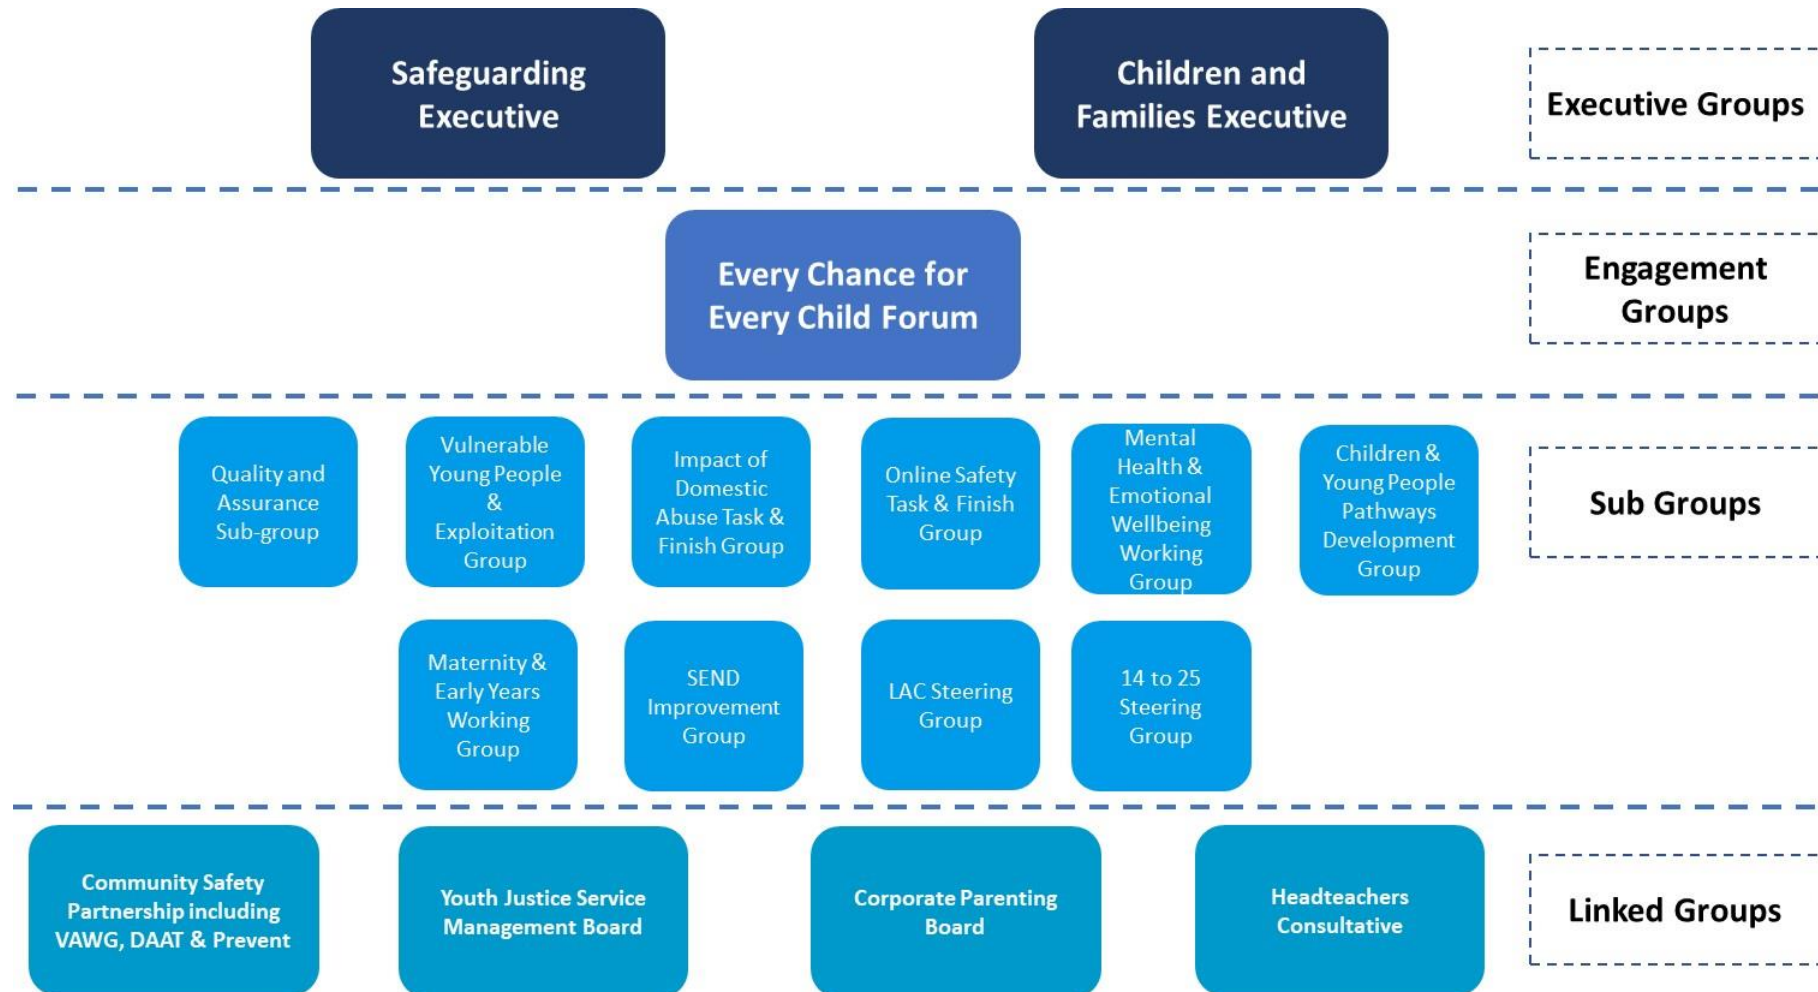 Safeguarding
Executive
Children and
Families Executive
Executive Groups
Every Chance for
Every Child Forum
Engagement
Groups
Quality and
Assurance
Sub-group
Vulnerable
Young People
&
Exploitation
Group
Impact of
Domestic
Abuse Task &
Finish Group
Online Safety
Task & Finish
Group
Mental
Health &
Emotional
Wellbeing
Working
Group
Children &
Young People
Pathways
Development
Group
Sub Groups
Maternity &
Early Years
Working
Group
SEND
Improvement
Group
LAC Steering
Group
14 to 25
Steering
Group
Community Safety
Partnership including
VAWG, DAAT & Prevent
Youth Justice Service
Management Board
Corporate Parenting
Board
Headteachers
Consultative
Linked Groups